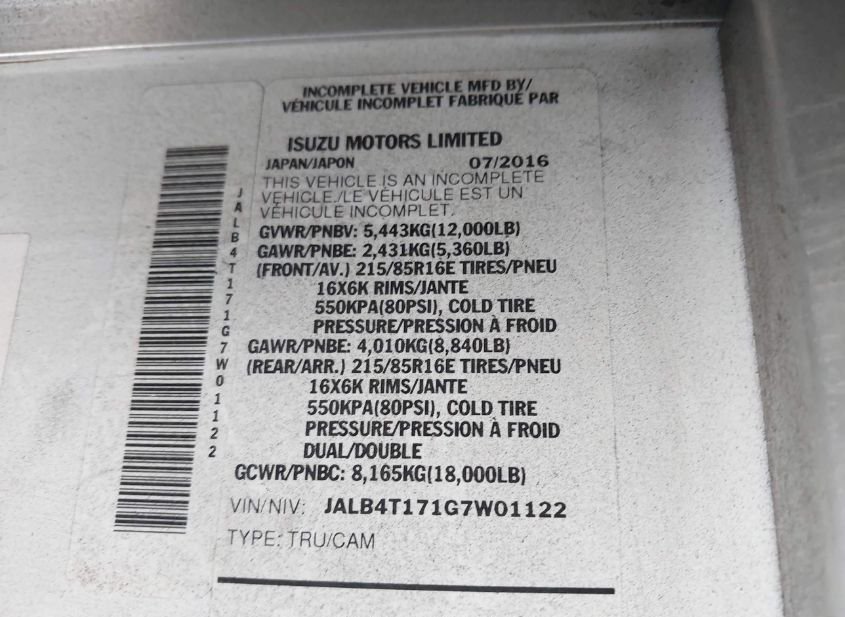 INCOMPLETE VEHICLE MFD BY/
VÉHICULE INCOMPLET FABRIQUÉ PAR
ISUZU MOTORS LIMITED
JAPAN/JAPON 07/2016
THIS VEHICLE IS AN INCOMPLETE
VEHICLE./LE VÉHICULE EST UN
VÉHICULE INCOMPLET.
GVWR/PNBV: 5,443KG(12,000LB)
GAWR/PNBE: 2,431KG(5,360LB)
(FRONT/AV.) 215/85R16E TIRES/PNEU
16X6K RIMS/JANTE
550KPA(80PSI), COLD TIRE
PRESSURE/PRESSION À FROID
GAWR/PNBE: 4,010KG(8,840LB)
(REAR/ARR.) 215/85R16E TIRES/PNEU
16X6K RIMS/JANTE
550KPA(80PSI), COLD TIRE
PRESSURE/PRESSION À FROID
DUAL/DOUBLE
GCWR/PNBC: 8,165KG(18,000LB)
VIN/NIV: JALB4T171G7W01122
TYPE: TRU/CAM
JALB4T171G7W01122